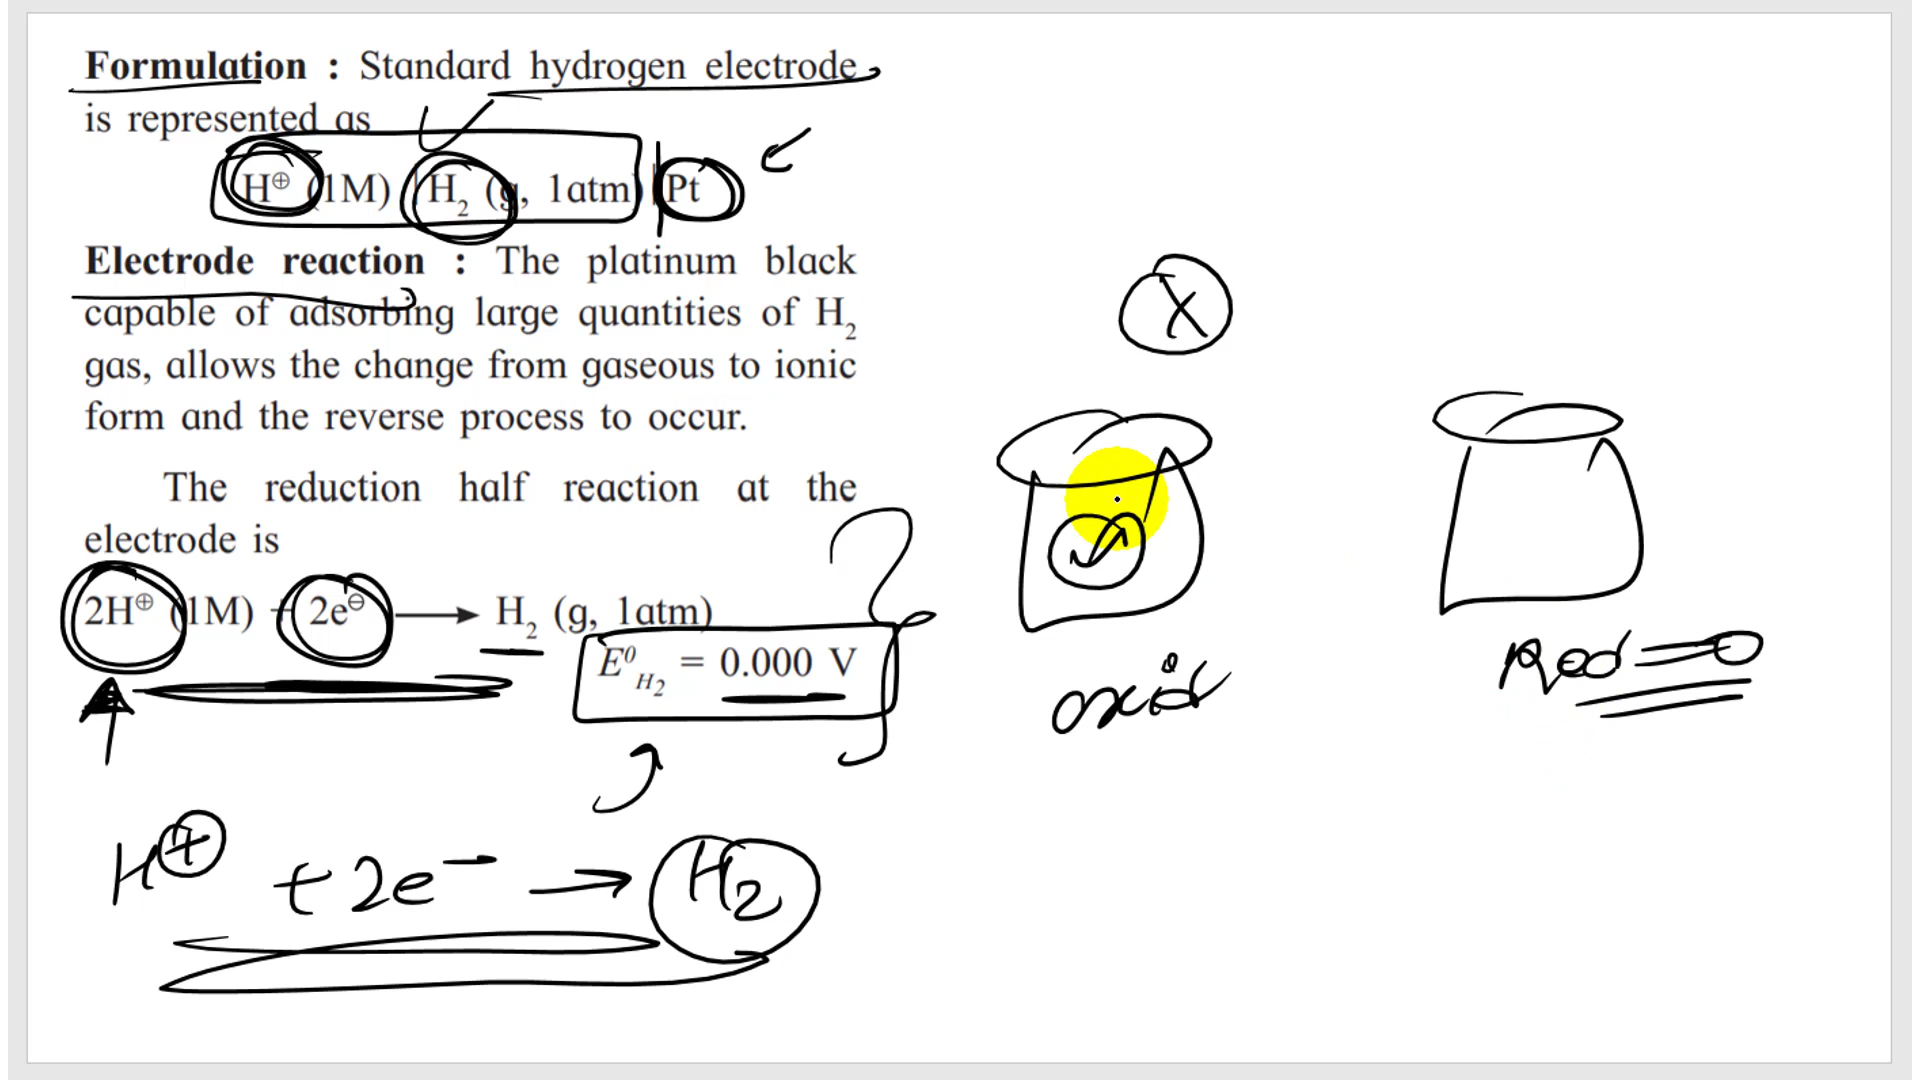 Formulation : Standard hydrogen electrode
is represented as
H⊕ (1M) | H₂ (g, 1atm) | Pt
Electrode reaction : The platinum black
capable of adsorbing large quantities of H₂
gas, allows the change from gaseous to ionic
form and the reverse process to occur.
The reduction half reaction at the
electrode is
2H⊕ (1M) + 2e⊖ ⟶ H₂ (g, 1atm)
E⁰H₂ = 0.000 V
H⁺ + 2e⁻ → H₂
X
oxid
Red = 0